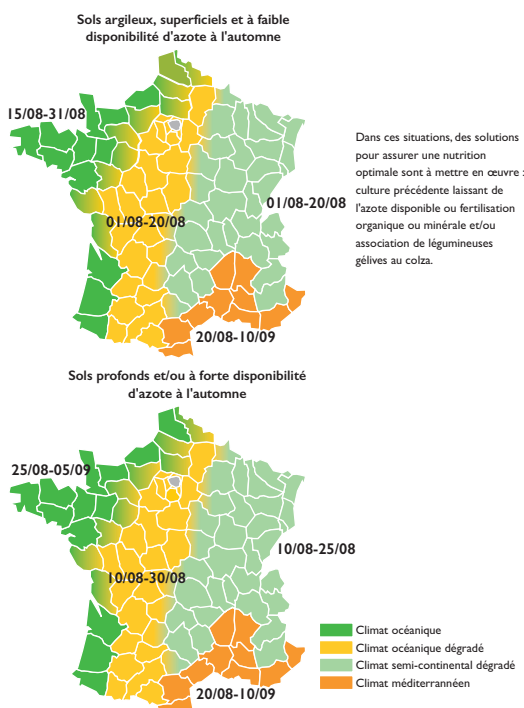 Sols argileux, superficiels et à faible
disponibilité d'azote à l'automne
15/08-31/08
01/08-20/08
01/08-20/08
20/08-10/09
Dans ces situations, des solutions
pour assurer une nutrition
optimale sont à mettre en œuvre :
culture précédente laissant de
l'azote disponible ou fertilisation
organique ou minérale et/ou
association de légumineuses
gélives au colza.
Sols profonds et/ou à forte disponibilité
d'azote à l'automne
25/08-05/09
10/08-25/08
10/08-30/08
20/08-10/09
Climat océanique
Climat océanique dégradé
Climat semi-continental dégradé
Climat méditerrannéen